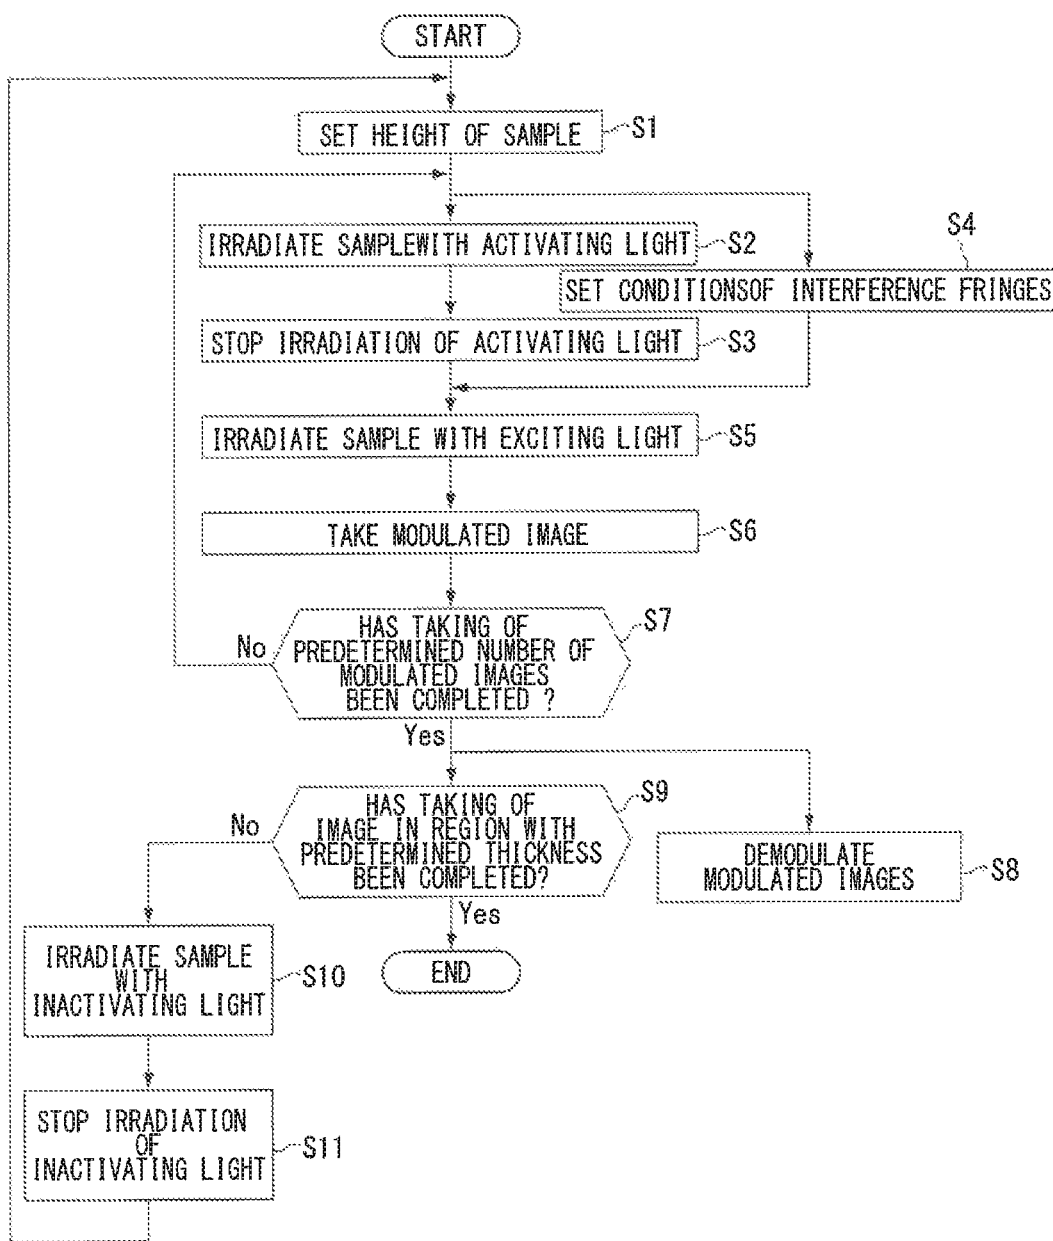 START
SET HEIGHT OF SAMPLE
S1
IRRADIATE SAMPLEWITH ACTIVATING LIGHT
S2
S4
SET CONDITIONSOF INTERFERENCE FRINGES
STOP IRRADIATION OF ACTIVATING LIGHT
S3
IRRADIATE SAMPLE WITH EXCITING LIGHT
S5
TAKE MODULATED IMAGE
S6
HAS TAKING OF
PREDETERMINED NUMBER OF
MODULATED IMAGES
BEEN COMPLETED ?
S7
No
Yes
HAS TAKING OF
IMAGE IN REGION WITH
PREDETERMINED THICKNESS
BEEN COMPLETED?
S9
No
Yes
DEMODULATE
MODULATED IMAGES
S8
END
IRRADIATE SAMPLE
WITH
INACTIVATING LIGHT
S10
STOP IRRADIATION
OF
INACTIVATING LIGHT
S11